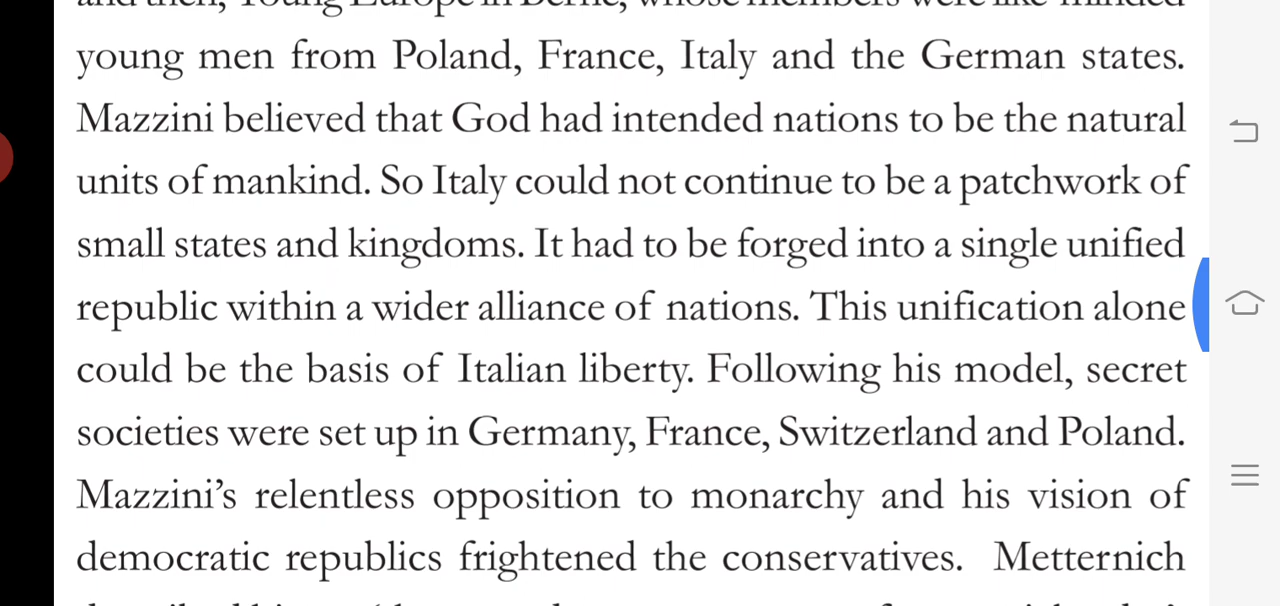 young men from Poland, France, Italy and the German states.
Mazzini believed that God had intended nations to be the natural
units of mankind. So Italy could not continue to be a patchwork of
small states and kingdoms. It had to be forged into a single unified
republic within a wider alliance of nations. This unification alone
could be the basis of Italian liberty. Following his model, secret
societies were set up in Germany, France, Switzerland and Poland.
Mazzini’s relentless opposition to monarchy and his vision of
democratic republics frightened the conservatives. Metternich